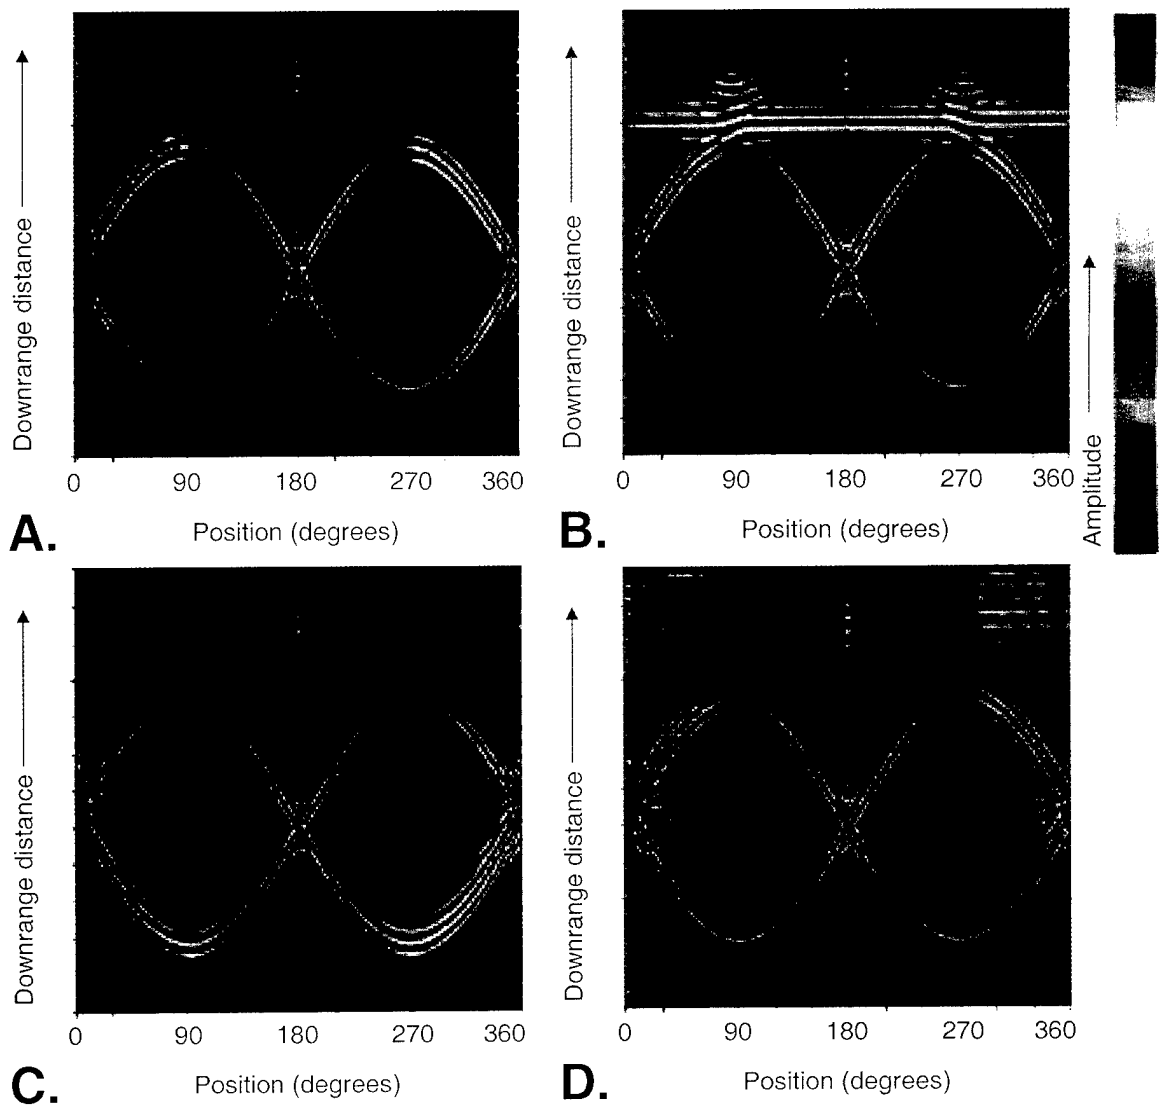 Downrange distance
0 90 180 270 360
Position (degrees)
A.
Downrange distance
0 90 180 270 360
Position (degrees)
B.
Amplitude
Downrange distance
0 90 180 270 360
Position (degrees)
C.
Downrange distance
0 90 180 270 360
Position (degrees)
D.